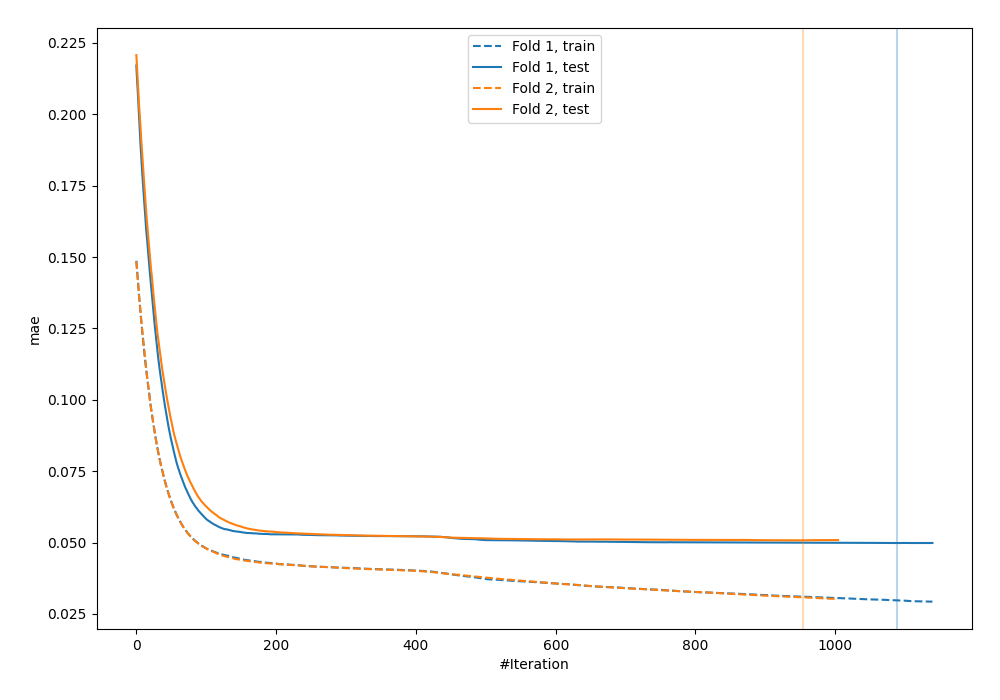 0.225
0.200
0.175
0.150
0.125
0.100
0.075
0.050
0.025
mae
Fold 1, train
Fold 1, test
Fold 2, train
Fold 2, test
0 200 400 600 800 1000
#Iteration